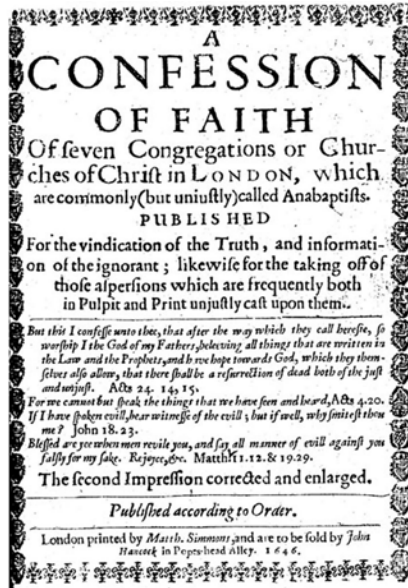 A
CONFESSION
OF FAITH
Of ſeven Congregations or Chur-
ches of Chriſt in LONDON, which
are commonly (but uniuſtly) called Anabaptiſts.
PUBLISHED
For the vindication of the Truth, and informati-
on of the ignorant; likewiſe for the taking off of
thoſe aſperſions which are frequently both
in Pulpit and Print unjuſtly caſt upon them.
But this I confeſſe unto thee, that after the way which they call hereſie, ſo
worſhip I the God of my Fathers, beleeving all things that are written in
the Law and the Prophets, and have hope towards God, which they them-
ſelves alſo allow, that there ſhall be a reſurrection of dead both of the juſt
and unjuſt. Acts 24. 14, 15.
For we cannot but ſpeak the things that we have ſeen and heard, Acts 4.20.
If I have ſpoken evill, bear witneſſe of the evill; but if well, why ſmiteſt thou
me? John 18.23.
Bleſſed are yee when men revile you, and ſay all manner of evill againſt you
falſly for my ſake. Rejoyce, &c. Matth. 11.12. & 19.29.
The ſecond Impreſſion corrected and enlarged.
Publiſhed according to Order.
London printed by Matth. Simmons, and are to be ſold by John
Hancock in Popes-head Alley. 1646.